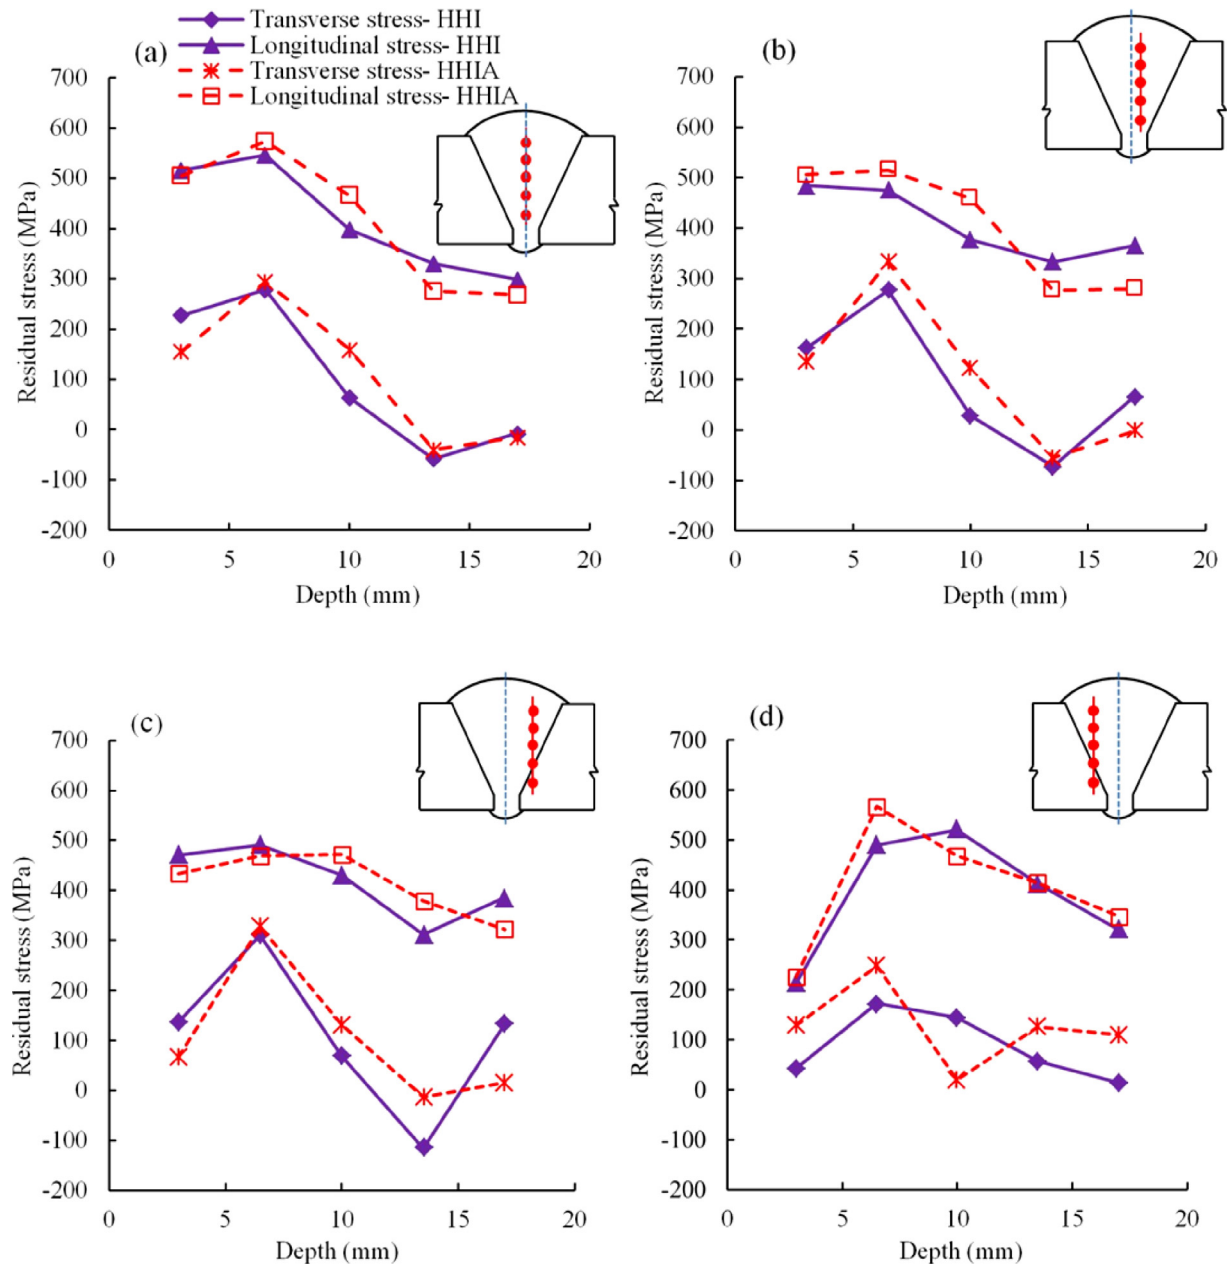 (a)
Transverse stress- HHI
Longitudinal stress- HHI
Transverse stress- HHIA
Longitudinal stress- HHIA
700
600
500
400
300
200
100
0
-100
-200
Residual stress (MPa)
0 5 10 15 20
Depth (mm)
(b)
700
600
500
400
300
200
100
0
-100
-200
Residual stress (MPa)
0 5 10 15 20
Depth (mm)
(c)
700
600
500
400
300
200
100
0
-100
-200
Residual stress (MPa)
0 5 10 15 20
Depth (mm)
(d)
700
600
500
400
300
200
100
0
-100
-200
Residual stress (MPa)
0 5 10 15 20
Depth (mm)